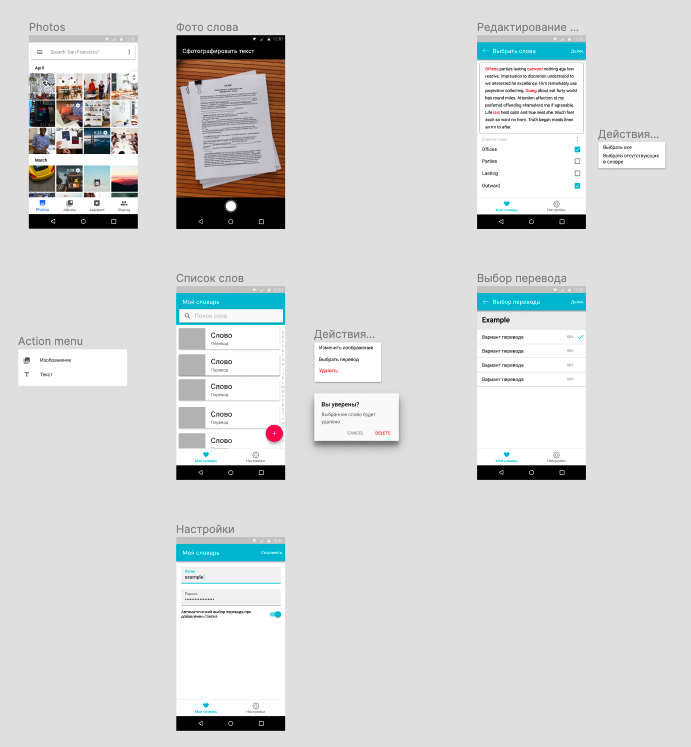 Photos
12:30
Search 'San Francisco'
April
March
Photos
Albums
Assistant
Sharing
Фото слова
12:30
Сфотографировать текст
Редактирование ...
Выбрать слова
Далее
Offices parties lasting outward nothing age few
resolve. Impression to discretion understood to
we interested he excellence. Him remarkably use
projection collecting. Going about eat forty world
has round miles. Attention affection at my
preferred offending shameless me if agreeable.
Life lain held calm and true neat she. Much feet
each so went no from. Truth began maids linen
an mr to after.
Offices
Parties
Lasting
Outward
Мой словарь
Настройки
Действия...
Выбрать все
Выбрать отсутствующие
в словаре
Список слов
Мой словарь
Поиск слов
Слово
Перевод
Слово
Перевод
Слово
Перевод
Слово
Перевод
Слово
Перевод
Мой словарь
Настройки
Действия...
Изменить изображение
Выбрать перевод
Удалить
Вы уверены?
Выбранное слово будет
удалено
CANCEL
DELETE
Выбор перевода
Выбор перевода
Далее
Example
Вариант перевода
Вариант перевода
Вариант перевода
Вариант перевода
Мой словарь
Настройки
Action menu
Изображение
Текст
Настройки
Мой словарь
Сохранить
Логин
example
Пароль
Автоматический выбор перевода при
добавлении списка
Мой словарь
Настройки